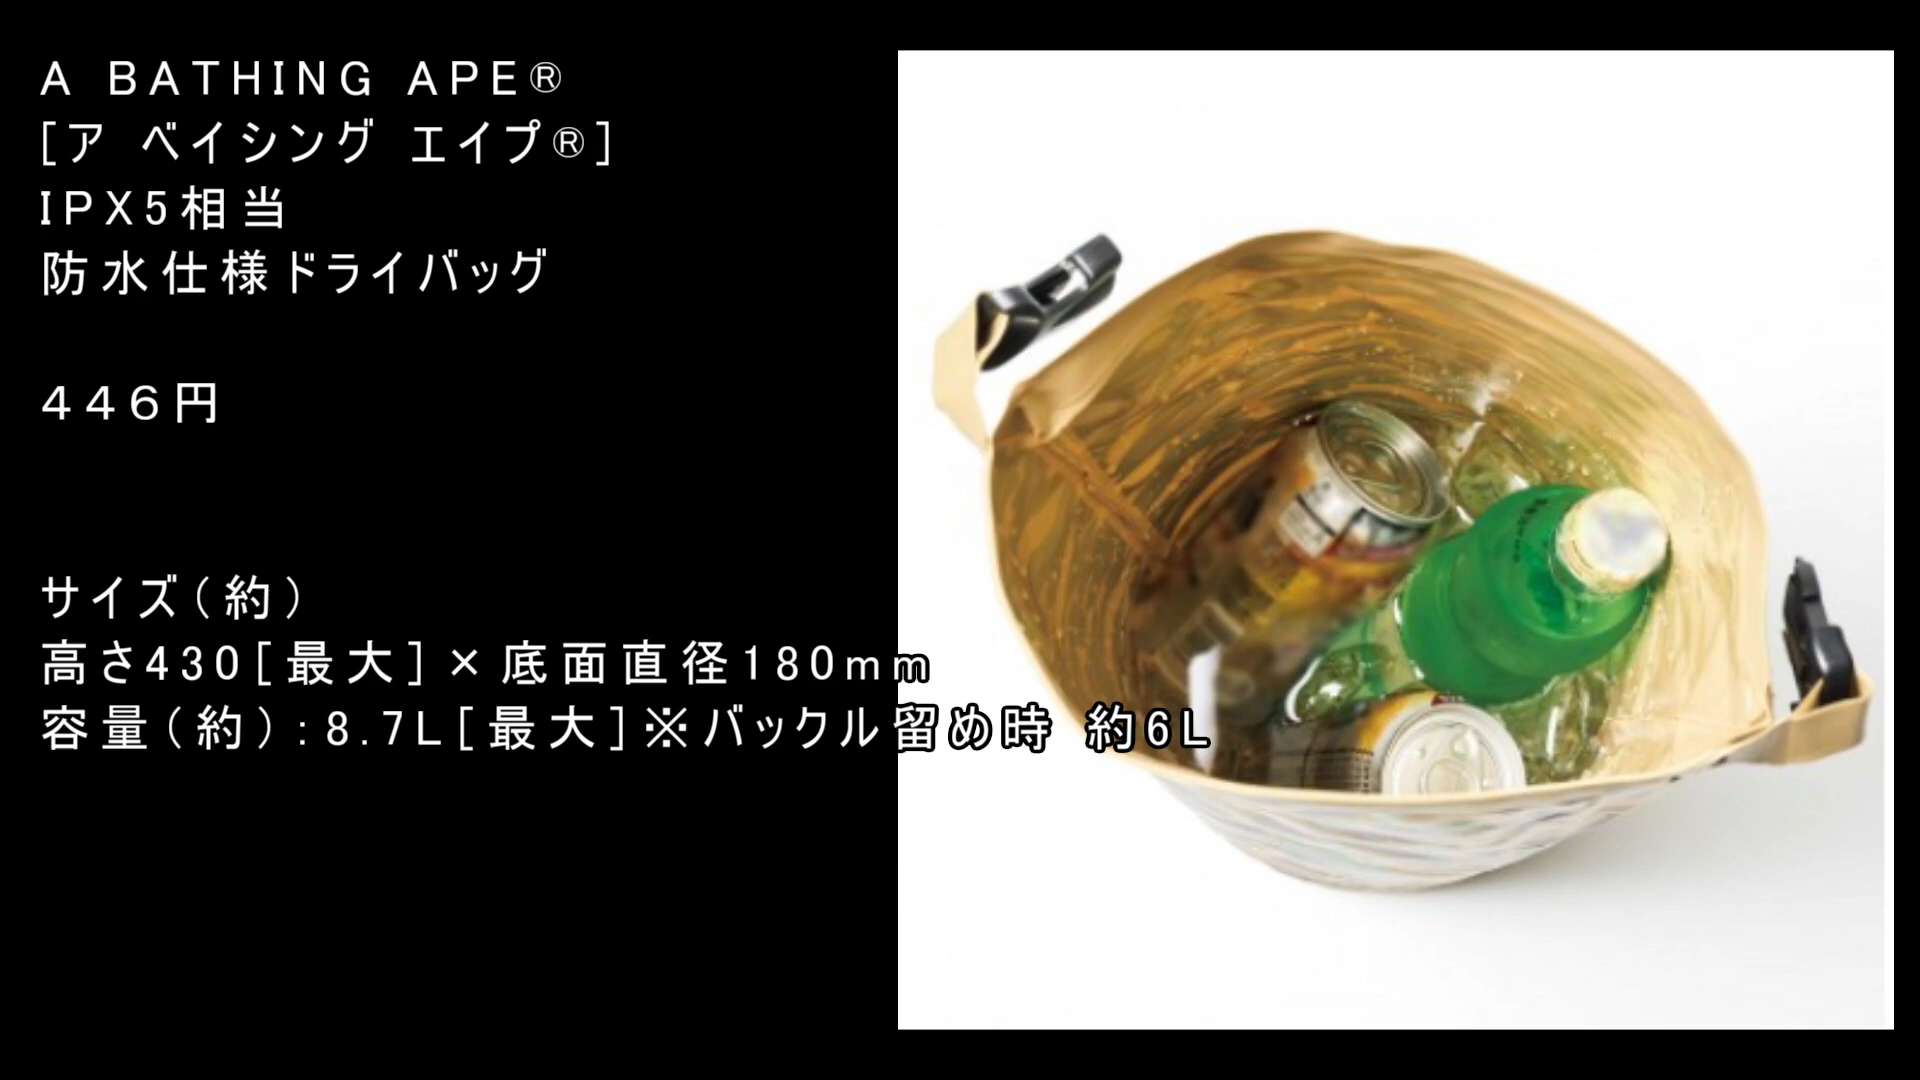 A BATHING APE®
[ア ベイシング エイプ®]
IPX5相当
防水仕様ドライバッグ
446円
サイズ(約)
高さ430[最大]×底面直径180mm
容量(約):8.7L[最大]※バックル留め時 約6L